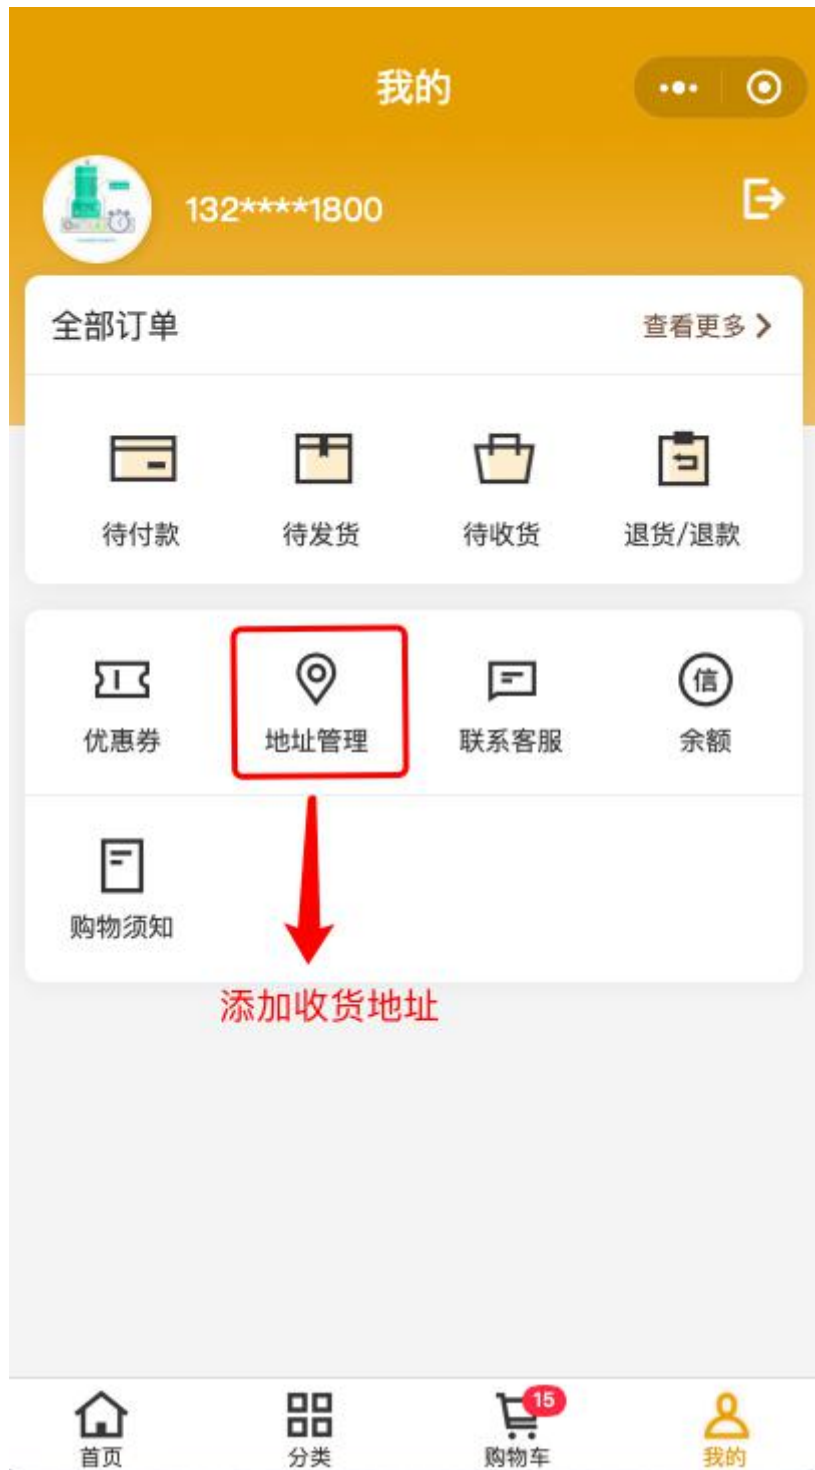 我的
132****1800
全部订单
查看更多
待付款 待发货 待收货 退货/退款
信
优惠券 地址管理 联系客服 余额
购物须知
添加收货地址
15
首页 分类 购物车 我的